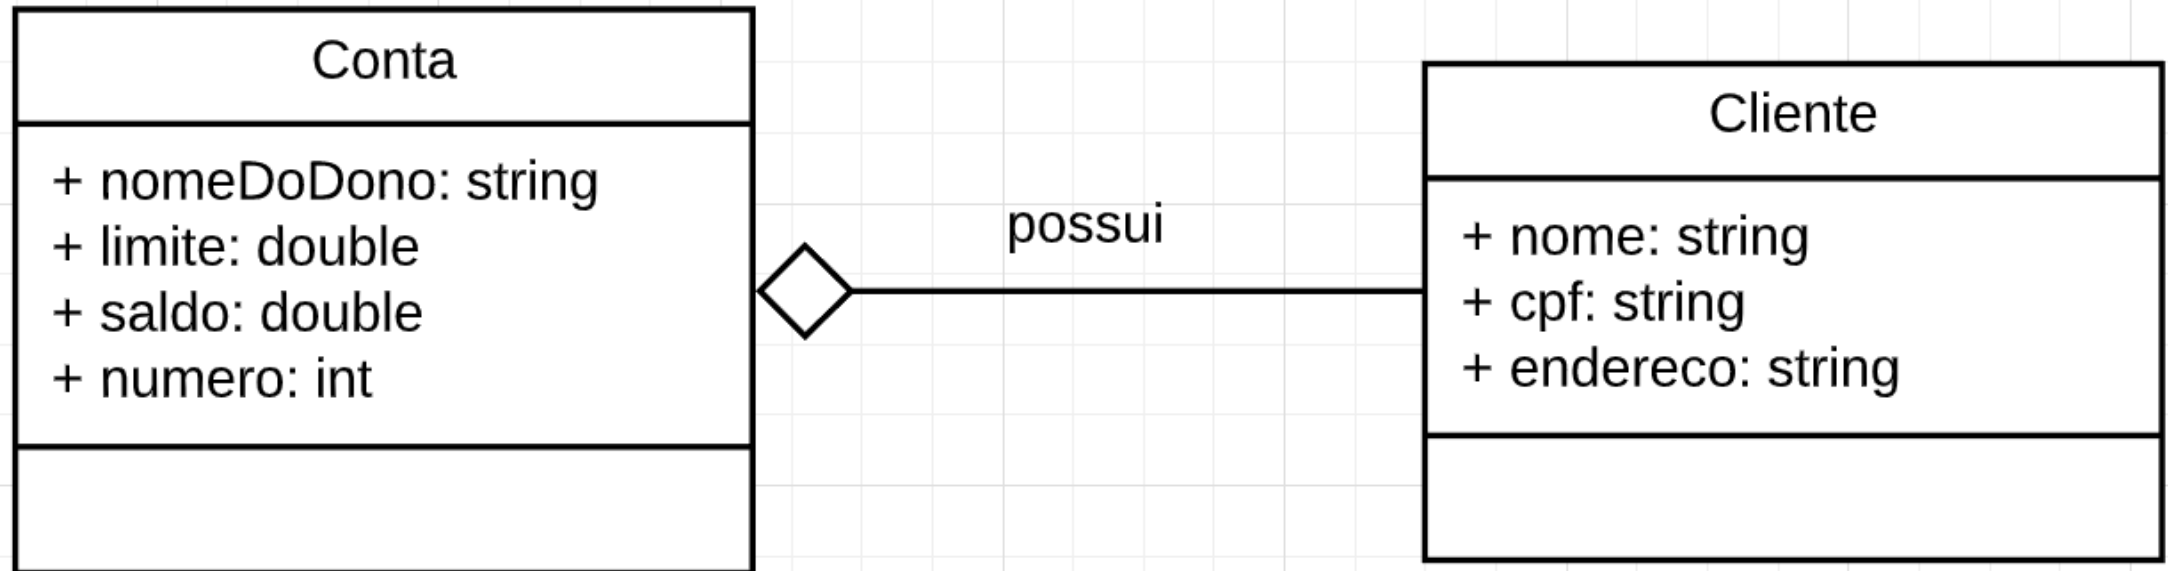 Conta
+ nomeDoDono: string
+ limite: double
+ saldo: double
+ numero: int
possui
Cliente
+ nome: string
+ cpf: string
+ endereco: string